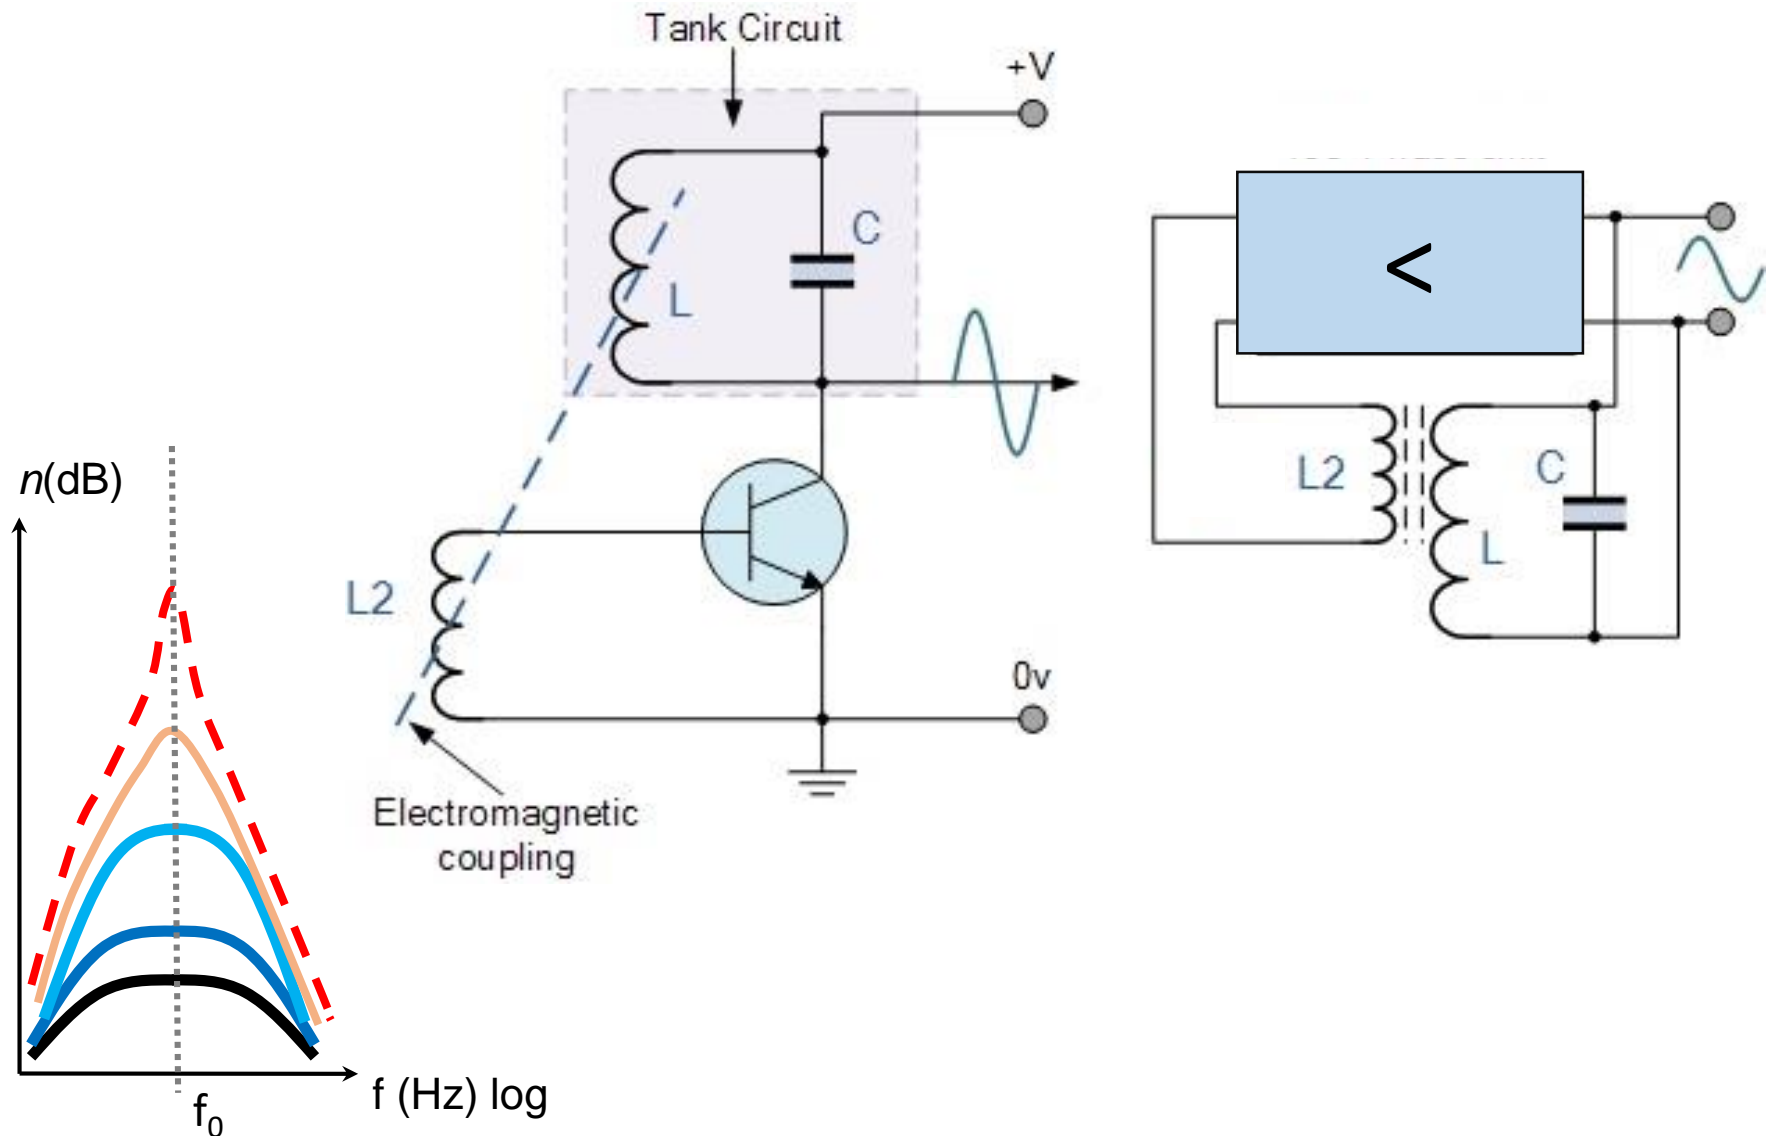 Tank Circuit
+V
C
L
<
L2
C
L
n(dB)
L2
0v
Electromagnetic
coupling
f (Hz) log
f₀